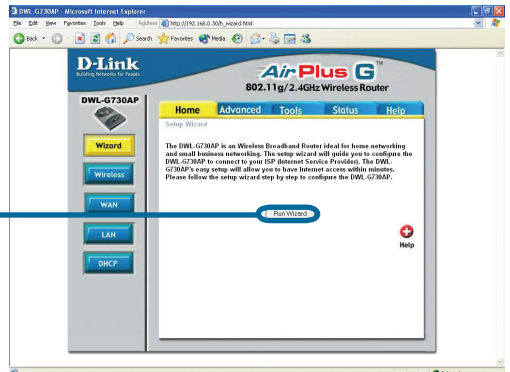 DWL-G730AP - Microsoft Internet Explorer
File Edit View Favorites Tools Help Address http://192.168.0.30/h_wizard.html
Back Search Favorites Media
D-Link
Building Networks for People
AirPlus G™
802.11g/2.4GHz Wireless Router
DWL-G730AP
Home Advanced Tools Status Help
Setup Wizard
Wizard
Wireless
WAN
LAN
DHCP
The DWL-G730AP is an Wireless Broadband Router ideal for home networking
and small business networking. The setup wizard will guide you to configure the
DWL-G730AP to connect to your ISP (Internet Service Provider). The DWL-
G730AP's easy setup will allow you to have Internet access within minutes.
Please follow the setup wizard step by step to configure the DWL-G730AP.
Run Wizard
Help